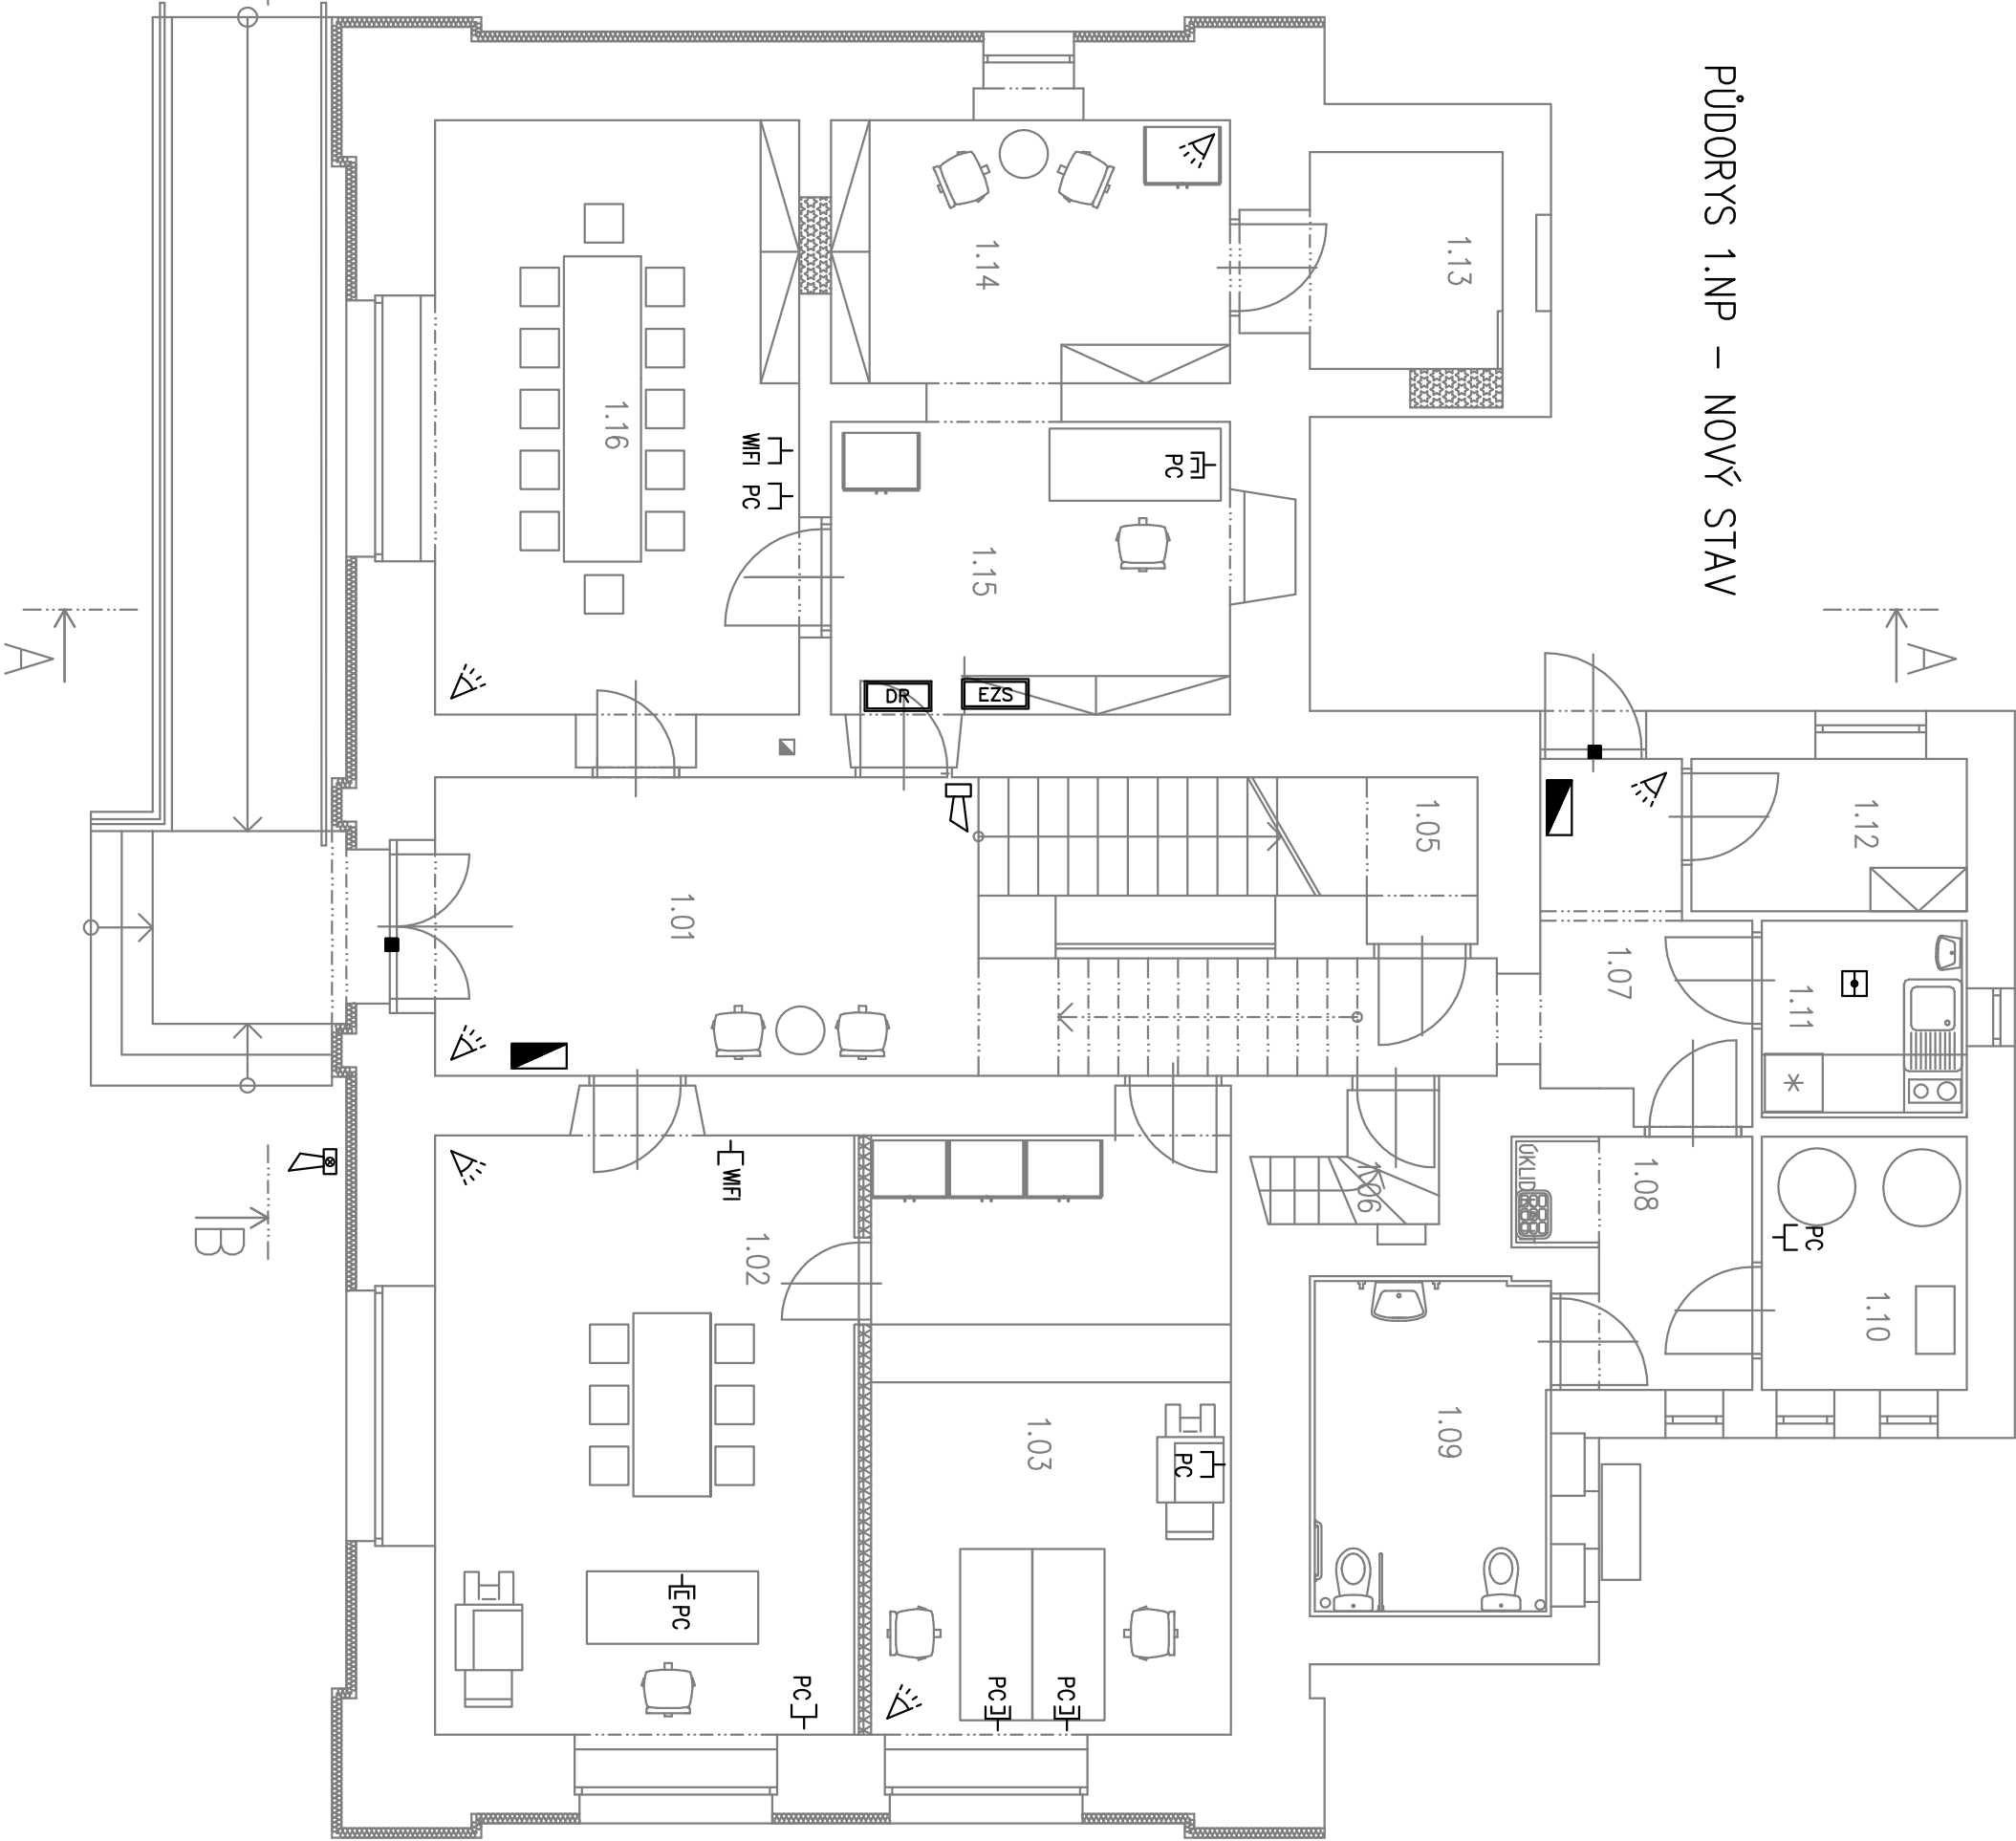 PŮDORYS 1.NP – NOVÝ STAV
A
A
B
1.13
1.14
1.16
WIFI
PC
PC
1.15
DR
EZS
1.05
1.12
1.01
1.07
1.11
*
1.06
ÚKLID
1.08
PC
1.10
WIFI
1.02
1.03
PC
1.09
PC
PC
PC
PC